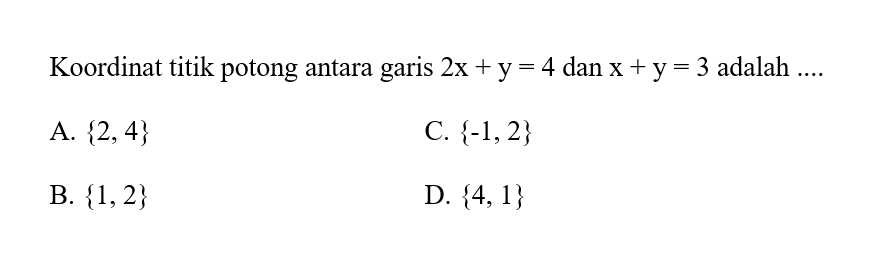 Koordinat titik potong antara garis 2x + y = 4 dan x + y = 3 adalah ....
A. {2, 4} C. {-1, 2}
B. {1, 2} D. {4, 1}